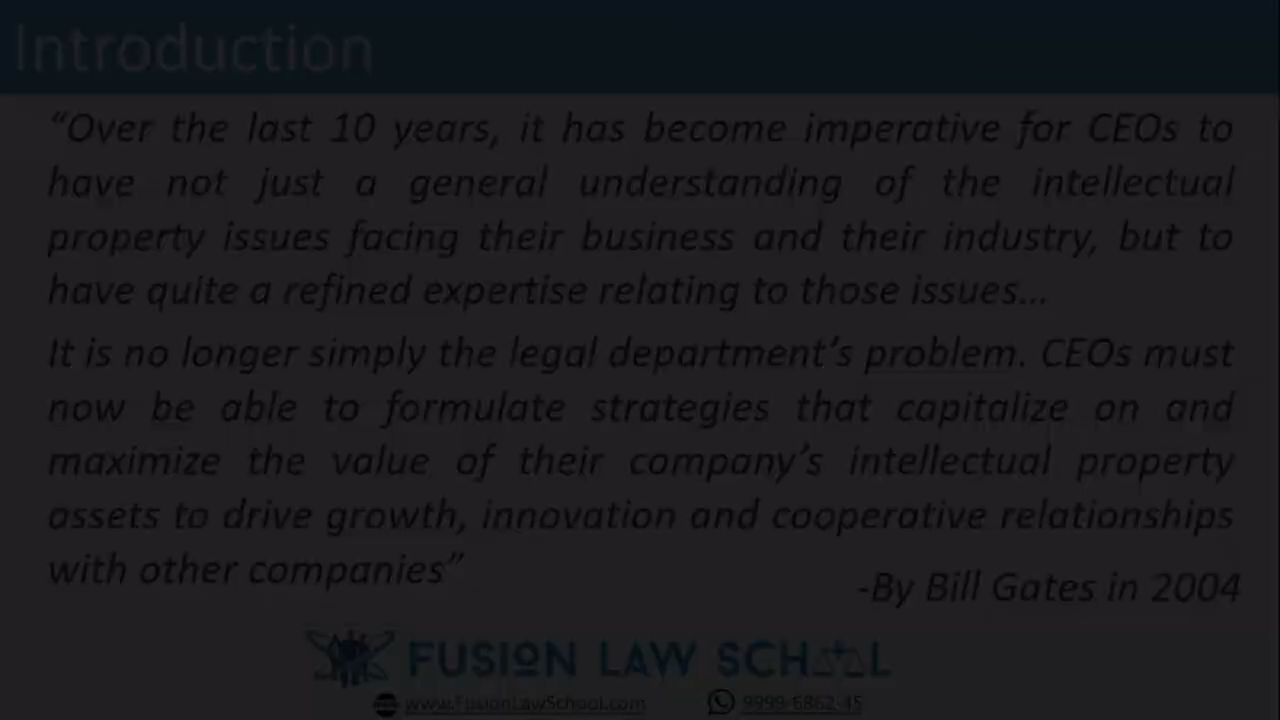 Introduction
“Over the last 10 years, it has become imperative for CEOs to
have not just a general understanding of the intellectual
property issues facing their business and their industry, but to
have quite a refined expertise relating to those issues...
It is no longer simply the legal department’s problem. CEOs must
now be able to formulate strategies that capitalize on and
maximize the value of their company’s intellectual property
assets to drive growth, innovation and cooperative relationships
with other companies”
-By Bill Gates in 2004
FUSION LAW SCHOOL
www.FusionLawSchool.com 9999-6862-45